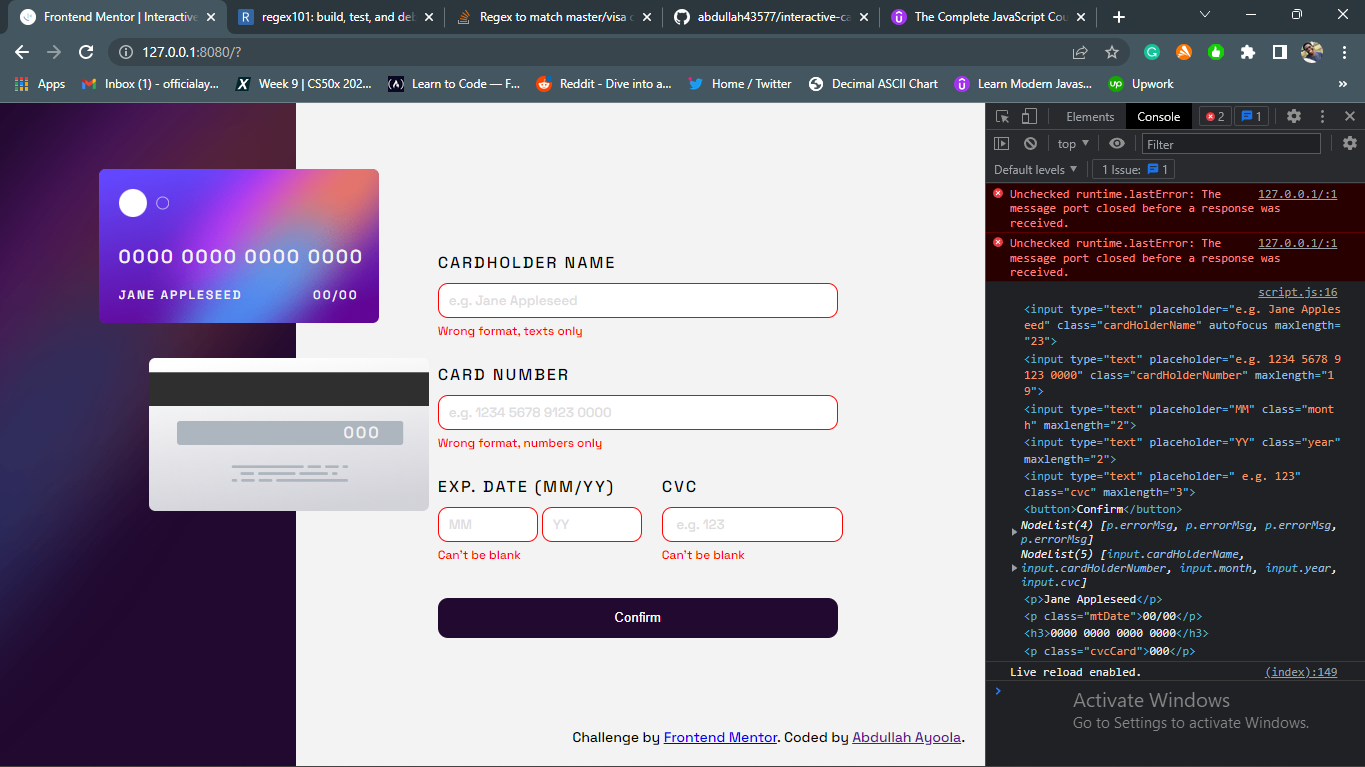 Frontend Mentor | Interactive
regex101: build, test, and deb
Regex to match master/visa c
abdullah43577/interactive-ca
The Complete JavaScript Cou
127.0.0.1:8080/?
Apps
Inbox (1) - officialay...
Week 9 | CS50x 202...
Learn to Code — F...
Reddit - Dive into a...
Home / Twitter
Decimal ASCII Chart
Learn Modern Javas...
Upwork
»
0000 0000 0000 0000
JANE APPLESEED 00/00
000
CARDHOLDER NAME
e.g. Jane Appleseed
Wrong format, texts only
CARD NUMBER
e.g. 1234 5678 9123 0000
Wrong format, numbers only
EXP. DATE (MM/YY) CVC
MM YY e.g. 123
Can't be blank Can't be blank
Confirm
Challenge by Frontend Mentor. Coded by Abdullah Ayoola.
Elements Console 2 1
top Filter
Default levels 1 Issue: 1
Unchecked runtime.lastError: The 127.0.0.1/:1
message port closed before a response was
received.
Unchecked runtime.lastError: The 127.0.0.1/:1
message port closed before a response was
received.
script.js:16
<input type="text" placeholder="e.g. Jane Apples
eed" class="cardHolderName" autofocus maxlength=
"23">
<input type="text" placeholder="e.g. 1234 5678 9
123 0000" class="cardHolderNumber" maxlength="1
9">
<input type="text" placeholder="MM" class="mont
h" maxlength="2">
<input type="text" placeholder="YY" class="year"
maxlength="2">
<input type="text" placeholder=" e.g. 123"
class="cvc" maxlength="3">
<button>Confirm</button>
NodeList(4) [p.errorMsg, p.errorMsg, p.errorMsg,
p.errorMsg]
NodeList(5) [input.cardHolderName,
input.cardHolderNumber, input.month, input.year,
input.cvc]
<p>Jane Appleseed</p>
<p class="mtDate">00/00</p>
<h3>0000 0000 0000 0000</h3>
<p class="cvcCard">000</p>
Live reload enabled. (index):149
Activate Windows
Go to Settings to activate Windows.